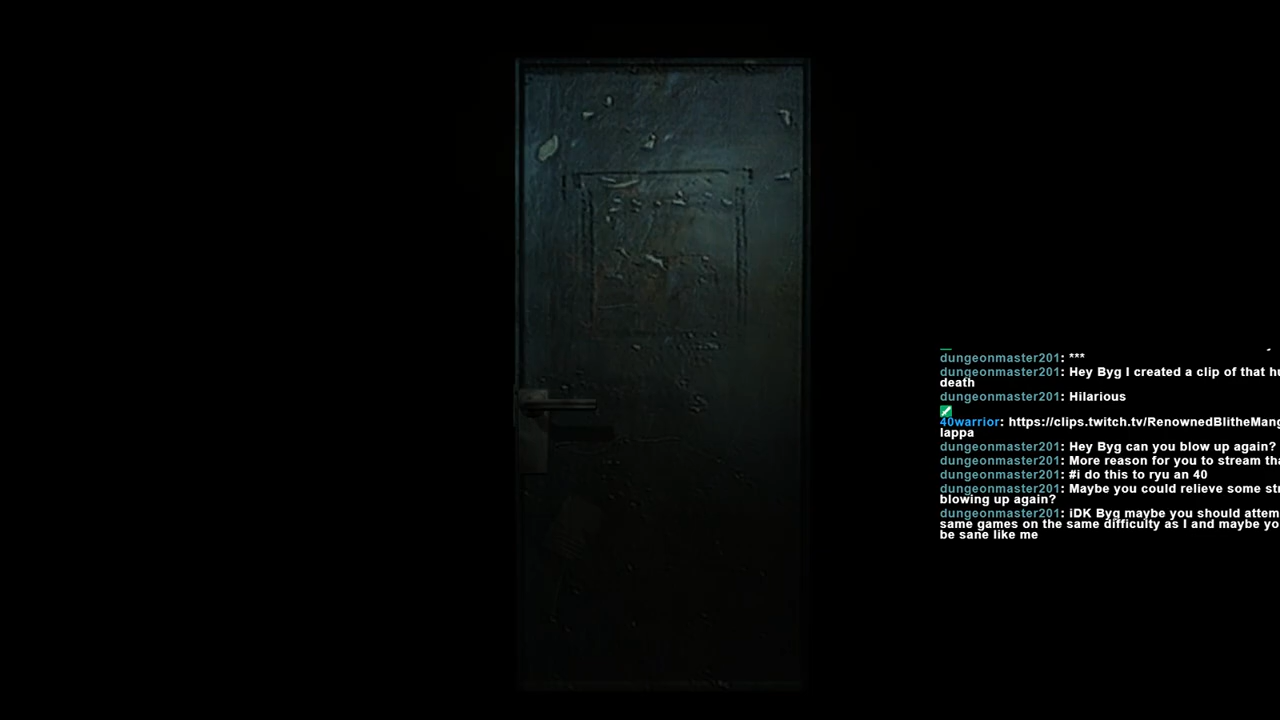 dungeonmaster201: ***
dungeonmaster201: Hey Byg I created a clip of that hu
death
dungeonmaster201: Hilarious
40warrior: https://clips.twitch.tv/RenownedBlitheMang
lappa
dungeonmaster201: Hey Byg can you blow up again?
dungeonmaster201: More reason for you to stream tha
dungeonmaster201: #i do this to ryu an 40
dungeonmaster201: Maybe you could relieve some str
blowing up again?
dungeonmaster201: iDK Byg maybe you should attem
same games on the same difficulty as I and maybe yo
be sane like me